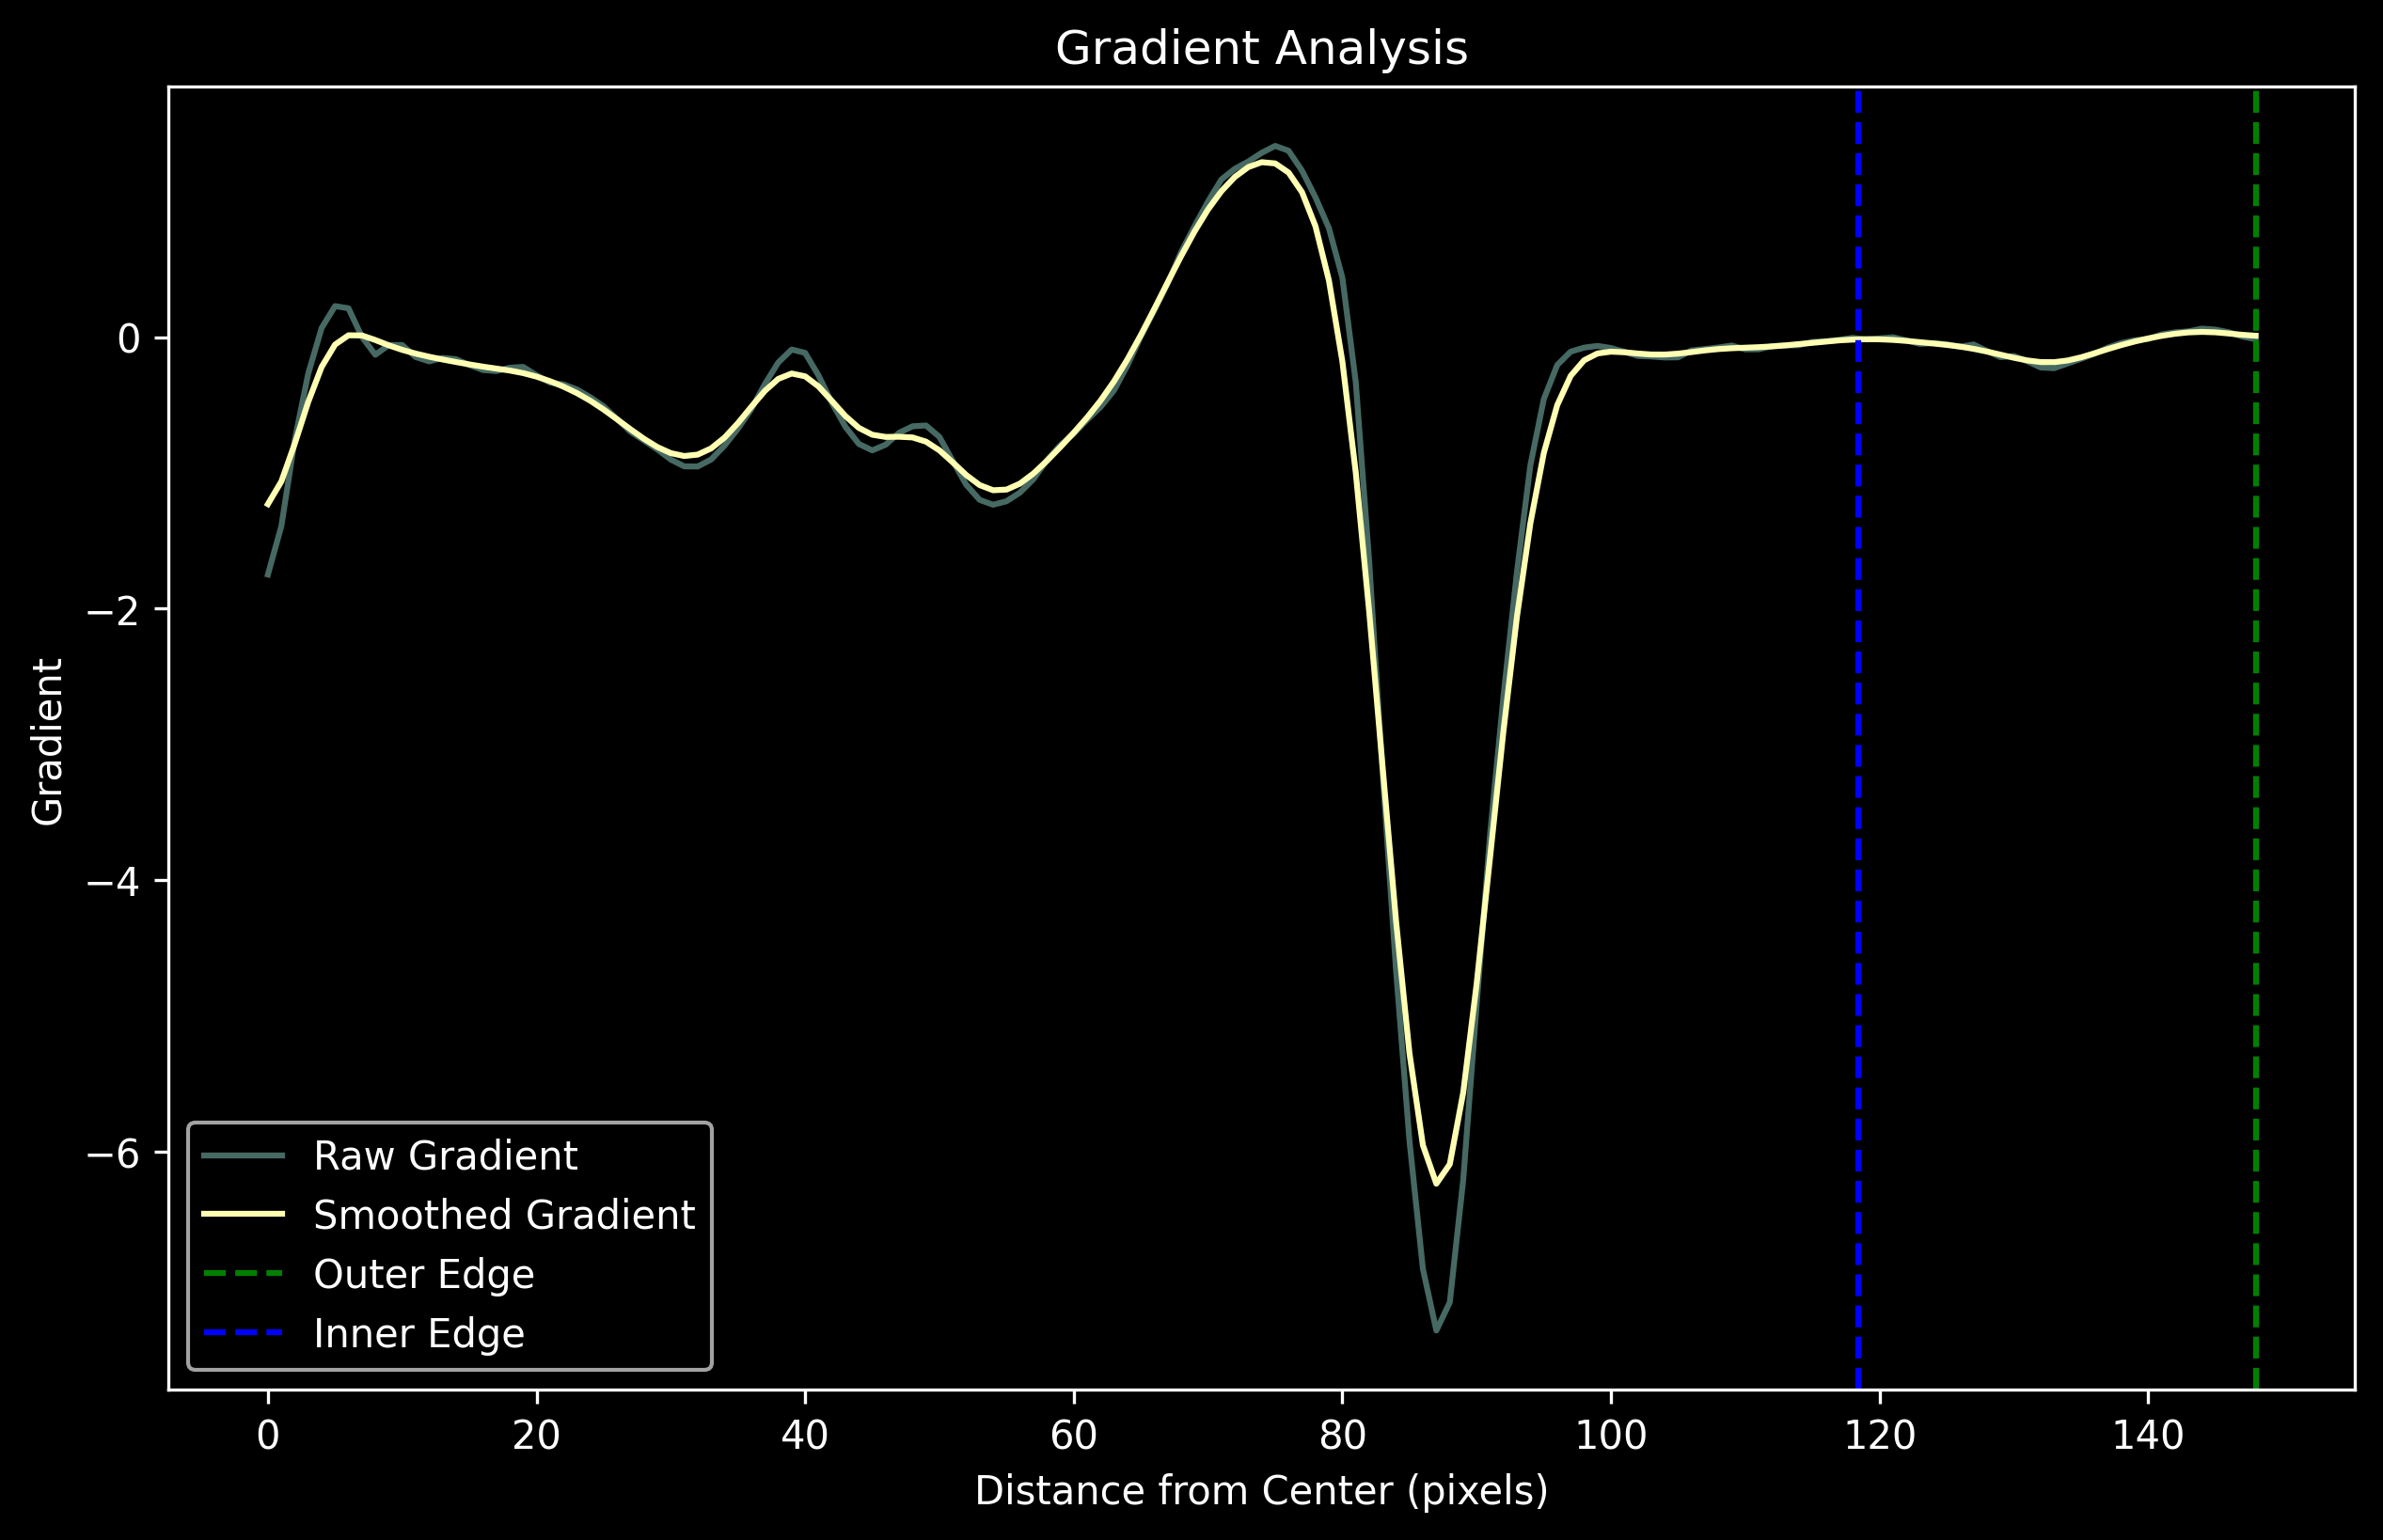 Gradient Analysis
Gradient
0
−2
−4
−6
Raw Gradient
Smoothed Gradient
Outer Edge
Inner Edge
0 20 40 60 80 100 120 140
Distance from Center (pixels)